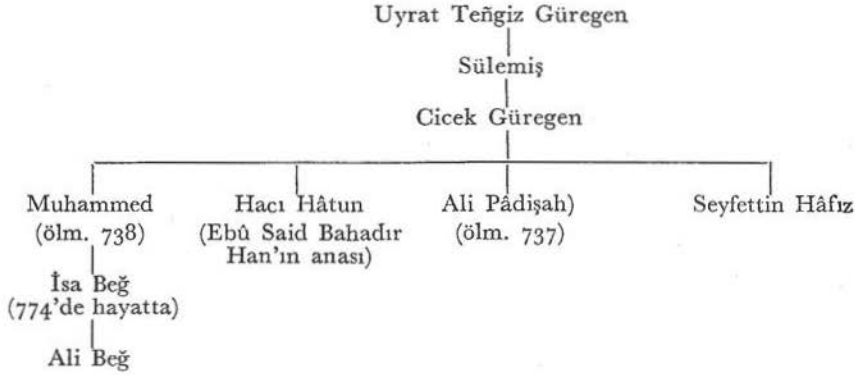 Uyrat Teñgiz Güregen
Sülemiş
Cicek Güregen
Muhammed
(ölm. 738)
Hacı Hâtun
(Ebû Said Bahadır
Han'ın anası)
Ali Pâdişah)
(ölm. 737)
Seyfettin Hâfız
Îsa Beğ
(774'de hayatta)
Ali Beğ